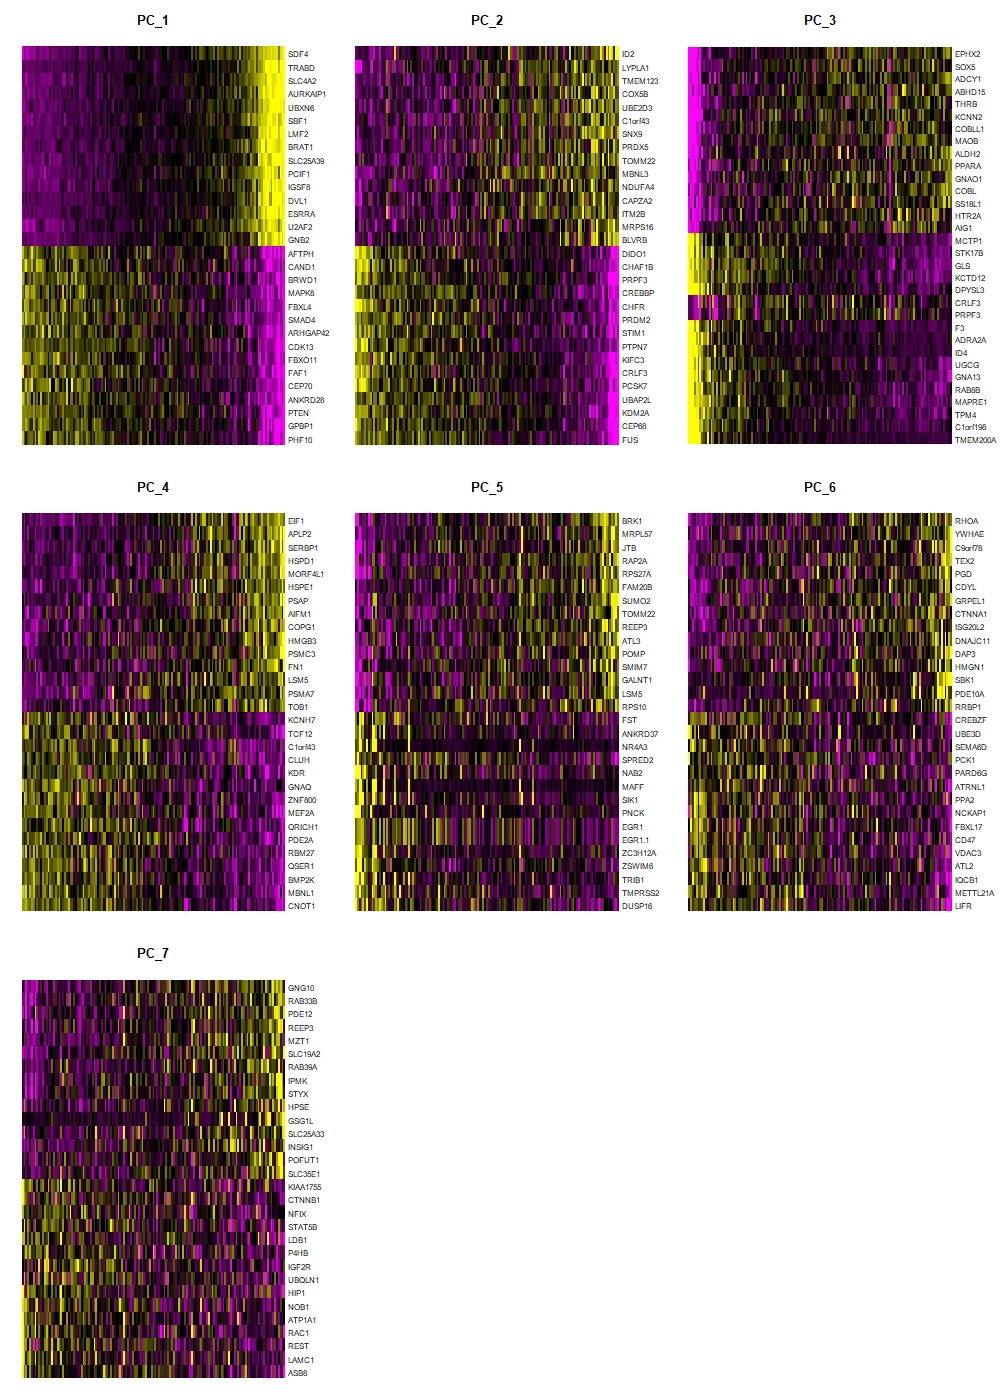 PC_1
SDF4
TRABD
SLC4A2
AURKAIP1
UBXN6
SBF1
LMF2
BRAT1
SLC25A39
PCIF1
IGSF8
DVL1
ESRRA
U2AF2
GNB2
AFTPH
CAND1
BRWD1
MAPK8
FBXL4
SMAD4
ARHGAP42
CDK13
FBXO11
FAF1
CEP70
ANKRD28
PTEN
GPBP1
PHF10
PC_2
ID2
LYPLA1
TMEM123
COX5B
UBE2D3
C1orf43
SNX9
PRDX5
TOMM22
MBNL3
NDUFA4
CAPZA2
ITM2B
MRPS16
BLVRB
DIDO1
CHAF1B
PRPF3
CREBBP
CHFR
PRDM2
STIM1
PTPN7
KIFC3
CRLF3
PCSK7
UBAP2L
KDM2A
CEP68
FUS
PC_3
EPHX2
SOX5
ADCY1
ABHD15
THRB
KCNN2
COBLL1
MAOB
ALDH2
PPARA
GNAO1
COBL
SS18L1
HTR2A
AIG1
MCTP1
STK17B
GLS
KCTD12
DPYSL3
CRLF3
PRPF3
F3
ADRA2A
ID4
UGCG
GNA13
RAB8B
MAPRE1
TPM4
C1orf198
TMEM200A
PC_4
EIF1
APLP2
SERBP1
HSPD1
MORF4L1
HSPE1
PSAP
AIFM1
COPG1
HMGB3
PSMC3
FN1
LSM5
PSMA7
TOB1
KCNH7
TCF12
C1orf43
CLUH
KDR
GNAQ
ZNF800
MEF2A
QRICH1
PDE2A
RBM27
QSER1
BMP2K
MBNL1
CNOT1
PC_5
BRK1
MRPL57
JTB
RAP2A
RPS27A
FAM20B
SUMO2
TOMM22
REEP3
ATL3
POMP
SMIM7
GALNT1
LSM5
RPS10
FST
ANKRD37
NR4A3
SPRED2
NAB2
MAFF
SIK1
PNCK
EGR1
EGR1.1
ZC3H12A
ZSWIM6
TRIB1
TMPRSS2
DUSP16
PC_6
RHOA
YWHAE
C9orf78
TEX2
PGD
CDYL
GRPEL1
CTNNA1
ISG20L2
DNAJC11
DAP3
HMGN1
SBK1
PDE10A
RRBP1
CREBZF
UBE3D
SEMA6D
PCK1
PARD6G
ATRNL1
PPA2
NCKAP1
FBXL17
CD47
VDAC3
ATL2
IQCB1
METTL21A
LIFR
PC_7
GNG10
RAB33B
PDE12
REEP3
MZT1
SLC19A2
RAB39A
IPMK
STYX
HPSE
GSG1L
SLC25A33
INSIG1
POFUT1
SLC35E1
KIAA1755
CTNNB1
NFIX
STAT5B
LDB1
P4HB
IGF2R
UBQLN1
HIP1
NOB1
ATP1A1
RAC1
REST
LAMC1
ASB8